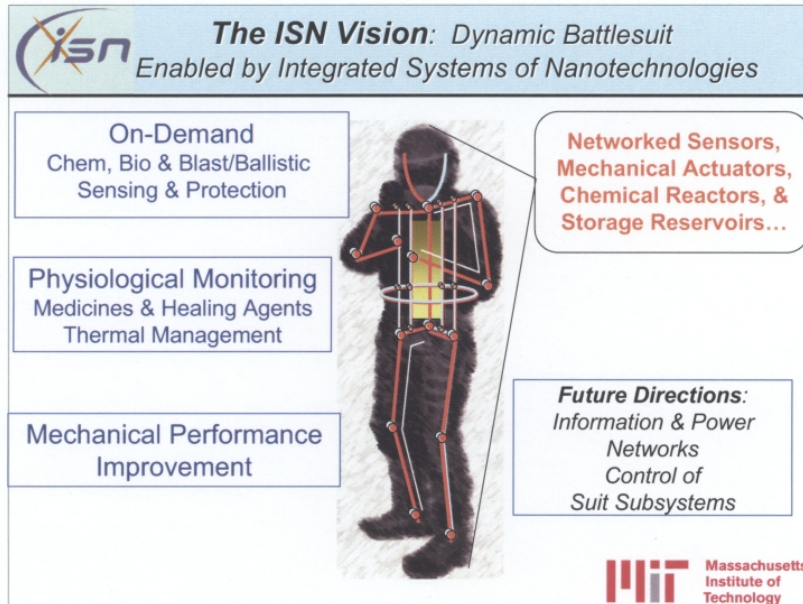 isn
The ISN Vision: Dynamic Battlesuit
Enabled by Integrated Systems of Nanotechnologies
On-Demand
Chem, Bio & Blast/Ballistic
Sensing & Protection
Physiological Monitoring
Medicines & Healing Agents
Thermal Management
Mechanical Performance
Improvement
Networked Sensors,
Mechanical Actuators,
Chemical Reactors, &
Storage Reservoirs…
Future Directions:
Information & Power
Networks
Control of
Suit Subsystems
MIT
Massachusetts
Institute of
Technology